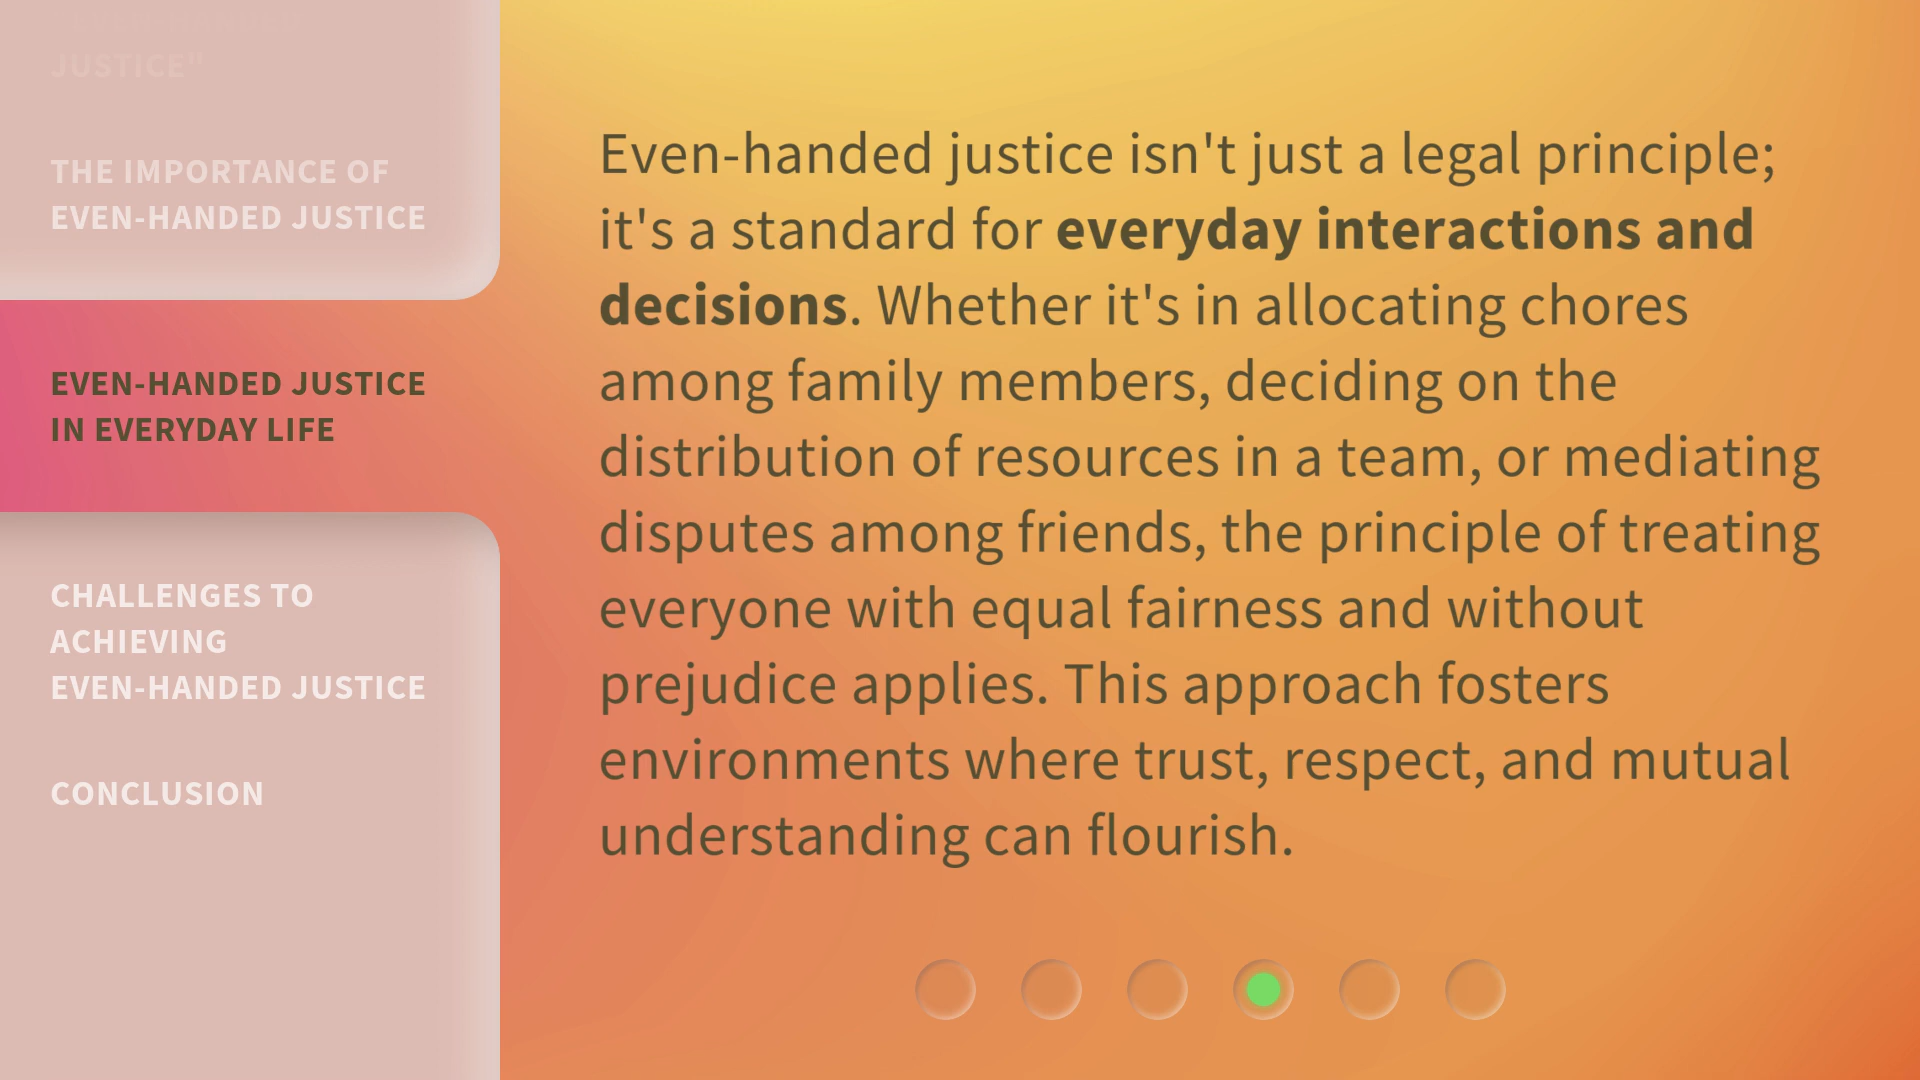 "EVEN-HANDED
JUSTICE"
THE IMPORTANCE OF
EVEN-HANDED JUSTICE
EVEN-HANDED JUSTICE
IN EVERYDAY LIFE
CHALLENGES TO
ACHIEVING
EVEN-HANDED JUSTICE
CONCLUSION
Even-handed justice isn't just a legal principle;
it's a standard for everyday interactions and
decisions. Whether it's in allocating chores
among family members, deciding on the
distribution of resources in a team, or mediating
disputes among friends, the principle of treating
everyone with equal fairness and without
prejudice applies. This approach fosters
environments where trust, respect, and mutual
understanding can flourish.